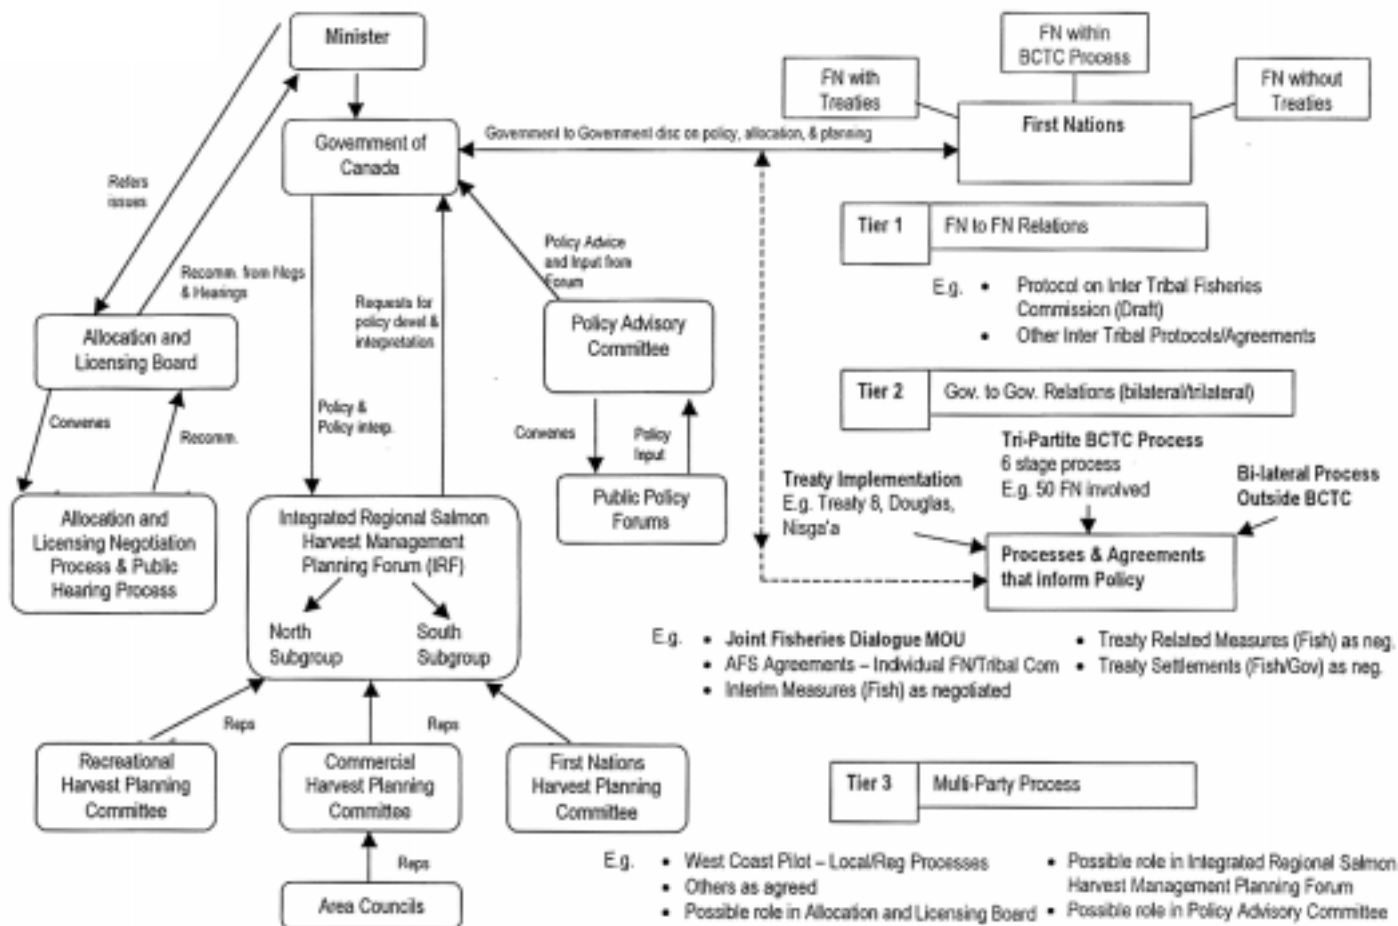 Minister
FN within
BCTC Process
FN with
Treaties
FN without
Treaties
First Nations
Government to Government disc on policy, allocation, & planning
Government of
Canada
Refers
issues
Recomm. from Negs
& Hearings
Policy Advice
and Input from
Forum
Requests for
policy devel &
interpretation
Tier 1
FN to FN Relations
E.g.
• Protocol on Inter Tribal Fisheries
Commission (Draft)
• Other Inter Tribal Protocols/Agreements
Allocation and
Licensing Board
Policy Advisory
Committee
Convenes
Recomm.
Policy &
Policy interp.
Convenes
Policy
Input
Tier 2
Gov. to Gov. Relations (bilateral/trilateral)
Tri-Partite BCTC Process
6 stage process
E.g. 50 FN involved
Treaty Implementation
E.g. Treaty 8, Douglas,
Nisga'a
Bi-lateral Process
Outside BCTC
Public Policy
Forums
Allocation and
Licensing Negotiation
Process & Public
Hearing Process
Integrated Regional Salmon
Harvest Management
Planning Forum (IRF)
North
Subgroup
South
Subgroup
Processes & Agreements
that inform Policy
E.g.
• Joint Fisheries Dialogue MOU
• AFS Agreements – Individual FN/Tribal Com
• Interim Measures (Fish) as negotiated
• Treaty Related Measures (Fish) as neg.
• Treaty Settlements (Fish/Gov) as neg.
Reps
Reps
Recreational
Harvest Planning
Committee
Commercial
Harvest Planning
Committee
First Nations
Harvest Planning
Committee
Tier 3
Multi-Party Process
Reps
Area Councils
E.g.
• West Coast Pilot – Local/Reg Processes
• Others as agreed
• Possible role in Allocation and Licensing Board
• Possible role in Integrated Regional Salmon
Harvest Management Planning Forum
• Possible role in Policy Advisory Committee